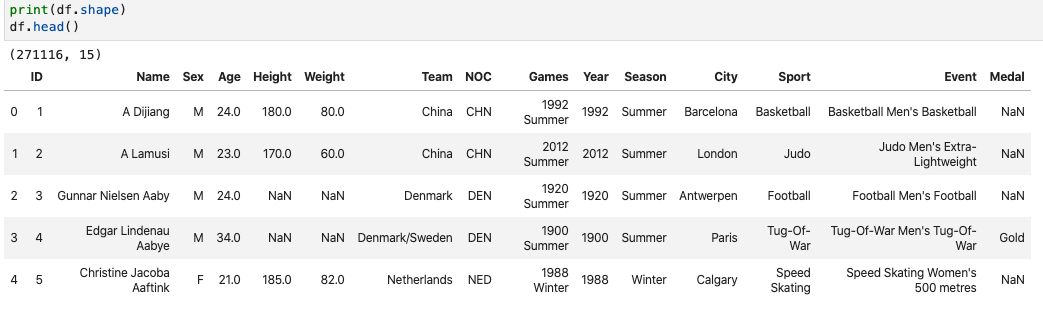 print(df.shape)
df.head()
(271116, 15)
ID Name Sex Age Height Weight Team NOC Games Year Season City Sport Event Medal
0 1 A Dijiang M 24.0 180.0 80.0 China CHN 1992 Summer 1992 Summer Barcelona Basketball Basketball Men's Basketball NaN
1 2 A Lamusi M 23.0 170.0 60.0 China CHN 2012 Summer 2012 Summer London Judo Judo Men's Extra-Lightweight NaN
2 3 Gunnar Nielsen Aaby M 24.0 NaN NaN Denmark DEN 1920 Summer 1920 Summer Antwerpen Football Football Men's Football NaN
3 4 Edgar Lindenau Aabye M 34.0 NaN NaN Denmark/Sweden DEN 1900 Summer 1900 Summer Paris Tug-Of-War Tug-Of-War Men's Tug-Of-War Gold
4 5 Christine Jacoba Aaftink F 21.0 185.0 82.0 Netherlands NED 1988 Winter 1988 Winter Calgary Speed Skating Speed Skating Women's 500 metres NaN